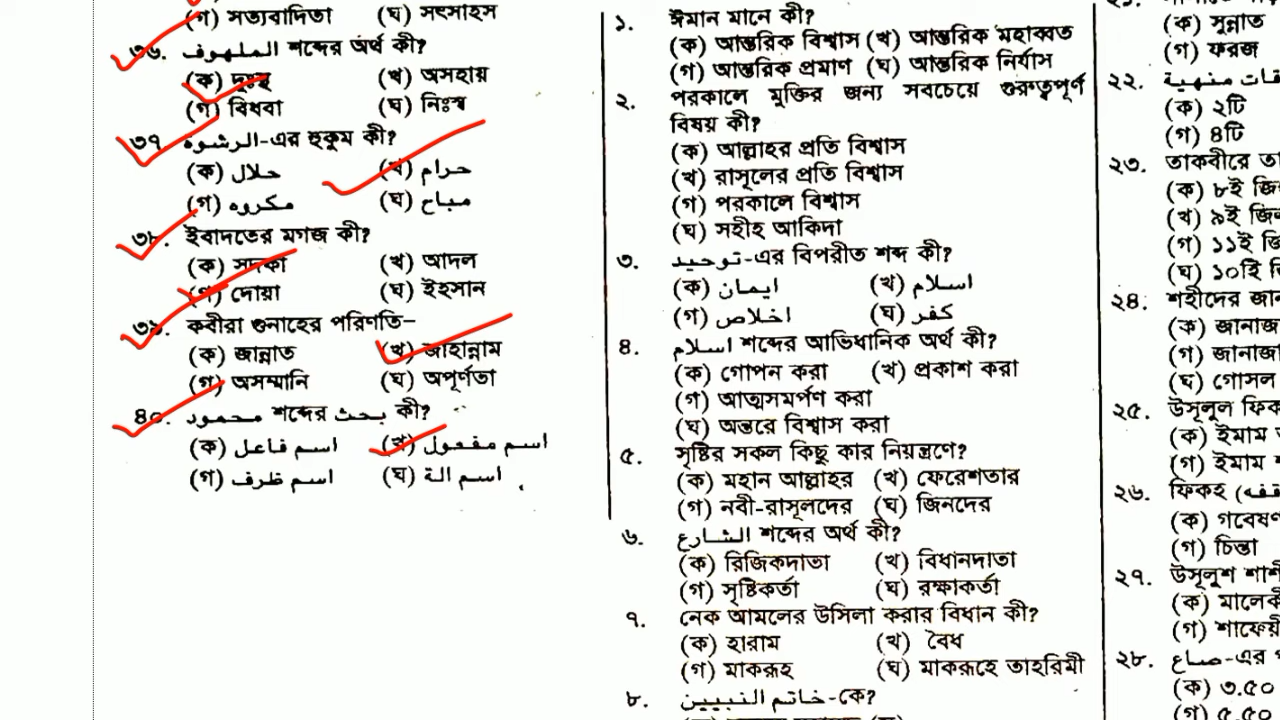 (গ) সত্যবাদিতা (ঘ) সৎসাহস
৩৬. الملهوف শব্দের অর্থ কী?
(ক) দুঃস্থ (খ) অসহায়
(গ) বিধবা (ঘ) নিঃস্ব
৩৭. الرشوة-এর হুকুম কী?
(ক) حلال (খ) حرام
(গ) مكروه (ঘ) مباح
৩৮. ইবাদতের মগজ কী?
(ক) সদকা (খ) আদল
(গ) দোয়া (ঘ) ইহসান
৩৯. কবীরা গুনাহের পরিণতি–
(ক) জান্নাত (খ) জাহান্নাম
(গ) অসম্মানি (ঘ) অপূর্ণতা
৪০. محمود শব্দের بحث কী?
(ক) اسم فاعل (খ) اسم مفعول
(গ) اسم ظرف (ঘ) اسم الة
১. ঈমান মানে কী?
(ক) আন্তরিক বিশ্বাস (খ) আন্তরিক মহাব্বত
(গ) আন্তরিক প্রমাণ (ঘ) আন্তরিক নির্যাস
২. পরকালে মুক্তির জন্য সবচেয়ে গুরুত্বপূর্ণ
বিষয় কী?
(ক) আল্লাহর প্রতি বিশ্বাস
(খ) রাসূলের প্রতি বিশ্বাস
(গ) পরকালে বিশ্বাস
(ঘ) সহীহ আকিদা
৩. توحيد-এর বিপরীত শব্দ কী?
(ক) ايمان (খ) اسلام
(গ) اخلاص (ঘ) كفر
৪. اسلام শব্দের আভিধানিক অর্থ কী?
(ক) গোপন করা (খ) প্রকাশ করা
(গ) আত্মসমর্পণ করা
(ঘ) অন্তরে বিশ্বাস করা
৫. সৃষ্টির সকল কিছু কার নিয়ন্ত্রণে?
(ক) মহান আল্লাহর (খ) ফেরেশতার
(গ) নবী-রাসূলদের (ঘ) জিনদের
৬. الشارع শব্দের অর্থ কী?
(ক) রিজিকদাতা (খ) বিধানদাতা
(গ) সৃষ্টিকর্তা (ঘ) রক্ষাকর্তা
৭. নেক আমলের উসিলা করার বিধান কী?
(ক) হারাম (খ) বৈধ
(গ) মাকরূহ (ঘ) মাকরূহে তাহরিমী
৮. خاتم النبيين-কে?
(ক) সুন্নাত
(গ) ফরজ
২২. منهية
(ক) ২টি
(গ) ৪টি
২৩. তাকবীরে
(ক) ৮ই
(খ) ৯ই
(গ) ১১ই
(ঘ) ১০ই
২৪. শহীদের
(ক)
(গ)
(ঘ) গোসল
২৫. উসূলুল
(ক) ইমাম
(গ) ইমাম
২৬. ফিকহ
(ক)
(গ) চিন্তা
২৭. উসূলুশ
(ক)
(গ)
২৮. صاع-এর
(ক) ৩.৫০
(গ) ৫.৫০